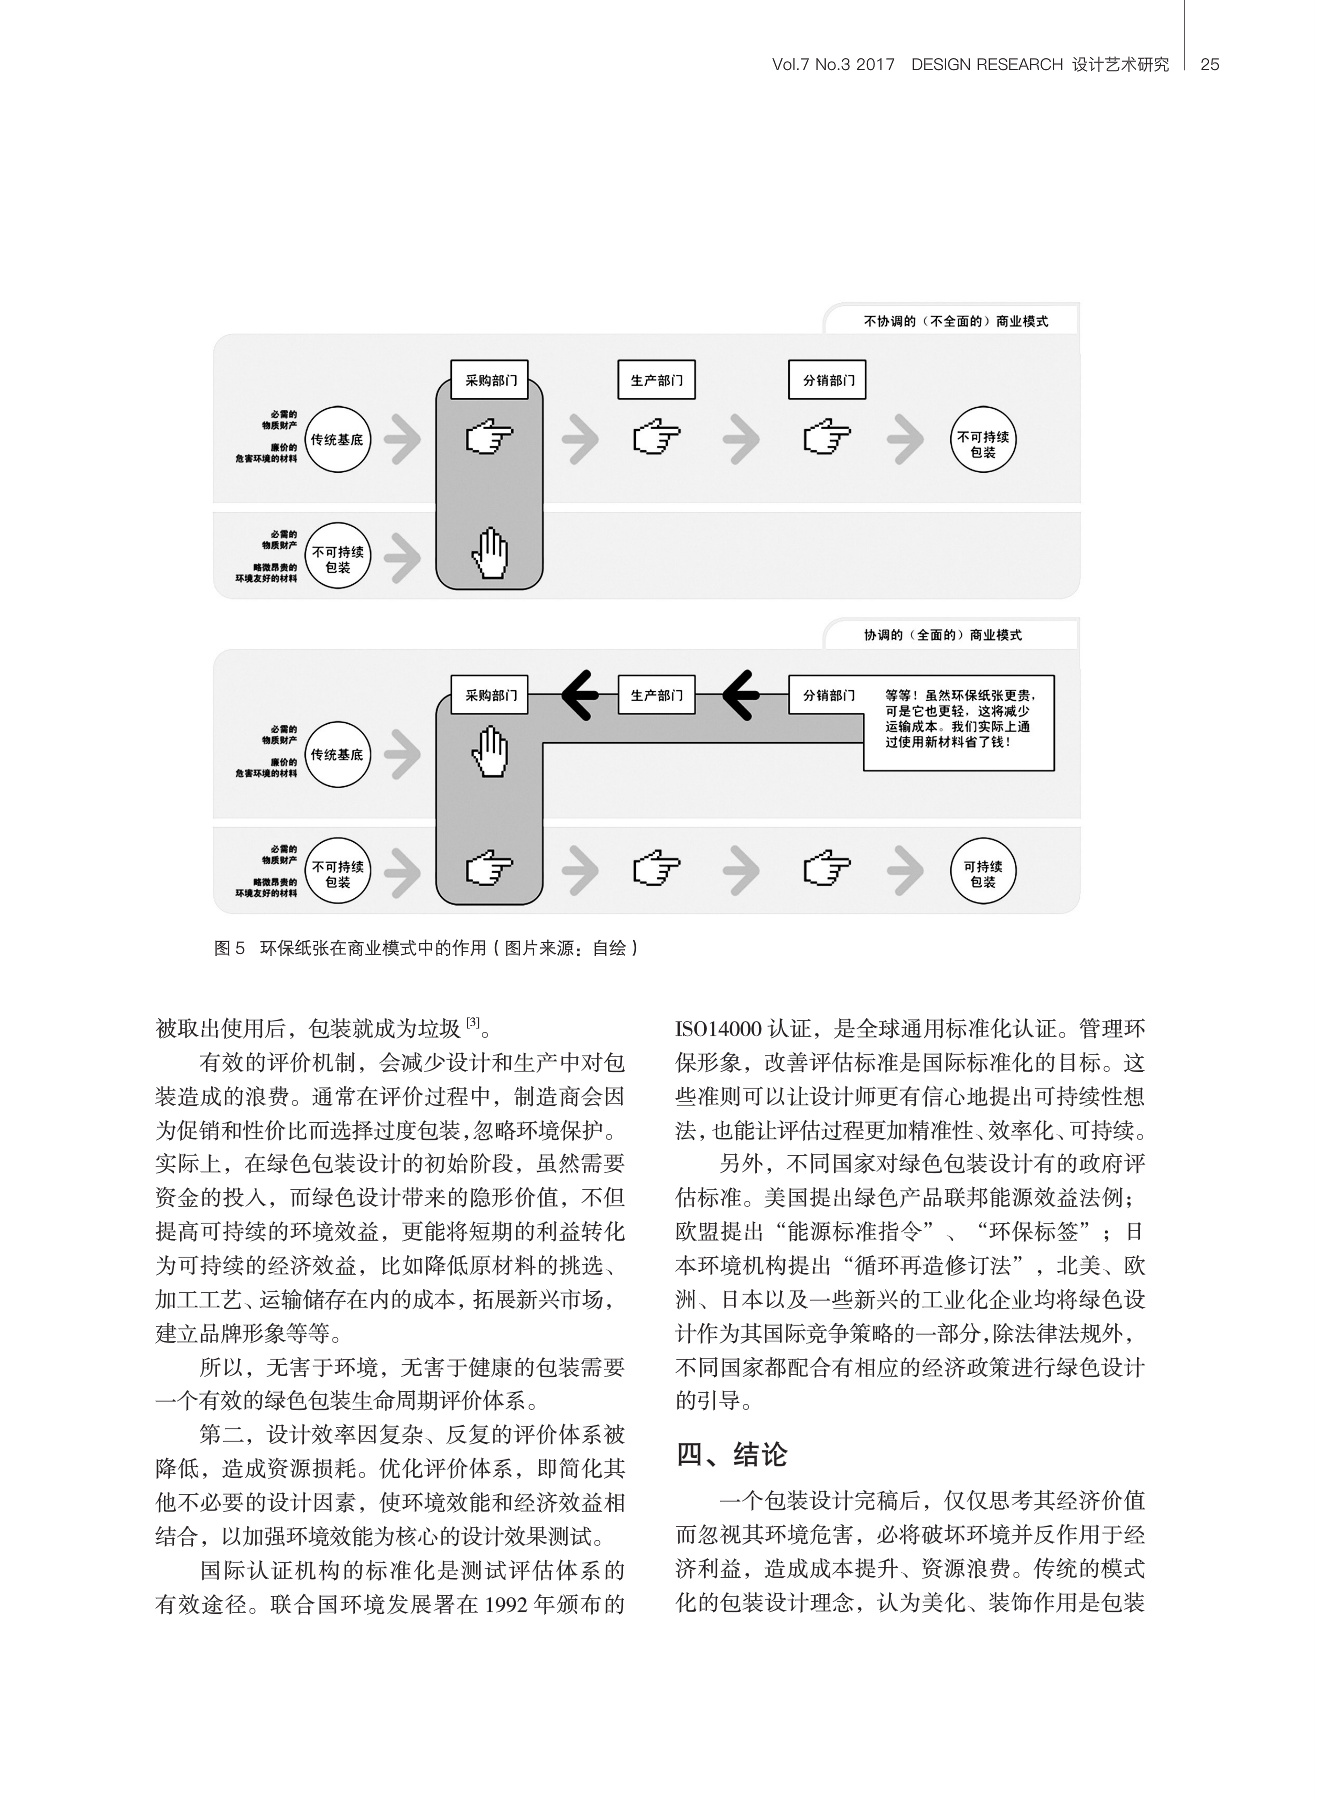 Vol.7 No.3 2017 DESIGN RESEARCH 设计艺术研究 25
不协调的（不全面的）商业模式
采购部门
生产部门
分销部门
必需的
物质财产
廉价的
危害环境的材料
传统基底
不可持续
包装
必需的
物质财产
略微昂贵的
环境友好的材料
不可持续
包装
协调的（全面的）商业模式
采购部门
生产部门
分销部门
等等！虽然环保纸张更贵，
可是它也更轻，这将减少
运输成本。我们实际上通
过使用新材料省了钱！
必需的
物质财产
廉价的
危害环境的材料
传统基底
必需的
物质财产
略微昂贵的
环境友好的材料
不可持续
包装
可持续
包装
图 5 环保纸张在商业模式中的作用（图片来源：自绘）
被取出使用后，包装就成为垃圾 [3]。
有效的评价机制，会减少设计和生产中对包
装造成的浪费。通常在评价过程中，制造商会因
为促销和性价比而选择过度包装，忽略环境保护。
实际上，在绿色包装设计的初始阶段，虽然需要
资金的投入，而绿色设计带来的隐形价值，不但
提高可持续的环境效益，更能将短期的利益转化
为可持续的经济效益，比如降低原材料的挑选、
加工工艺、运输储存在内的成本，拓展新兴市场，
建立品牌形象等等。
所以，无害于环境，无害于健康的包装需要
一个有效的绿色包装生命周期评价体系。
第二，设计效率因复杂、反复的评价体系被
降低，造成资源损耗。优化评价体系，即简化其
他不必要的设计因素，使环境效能和经济效益相
结合，以加强环境效能为核心的设计效果测试。
国际认证机构的标准化是测试评估体系的
有效途径。联合国环境发展署在 1992 年颁布的
ISO14000 认证，是全球通用标准化认证。管理环
保形象，改善评估标准是国际标准化的目标。这
些准则可以让设计师更有信心地提出可持续性想
法，也能让评估过程更加精准性、效率化、可持续。
另外，不同国家对绿色包装设计有的政府评
估标准。美国提出绿色产品联邦能源效益法例；
欧盟提出“能源标准指令”、“环保标签”；日
本环境机构提出“循环再造修订法”，北美、欧
洲、日本以及一些新兴的工业化企业均将绿色设
计作为其国际竞争策略的一部分，除法律法规外，
不同国家都配合有相应的经济政策进行绿色设计
的引导。
四、结论
一个包装设计完稿后，仅仅思考其经济价值
而忽视其环境危害，必将破坏环境并反作用于经
济利益，造成成本提升、资源浪费。传统的模式
化的包装设计理念，认为美化、装饰作用是包装